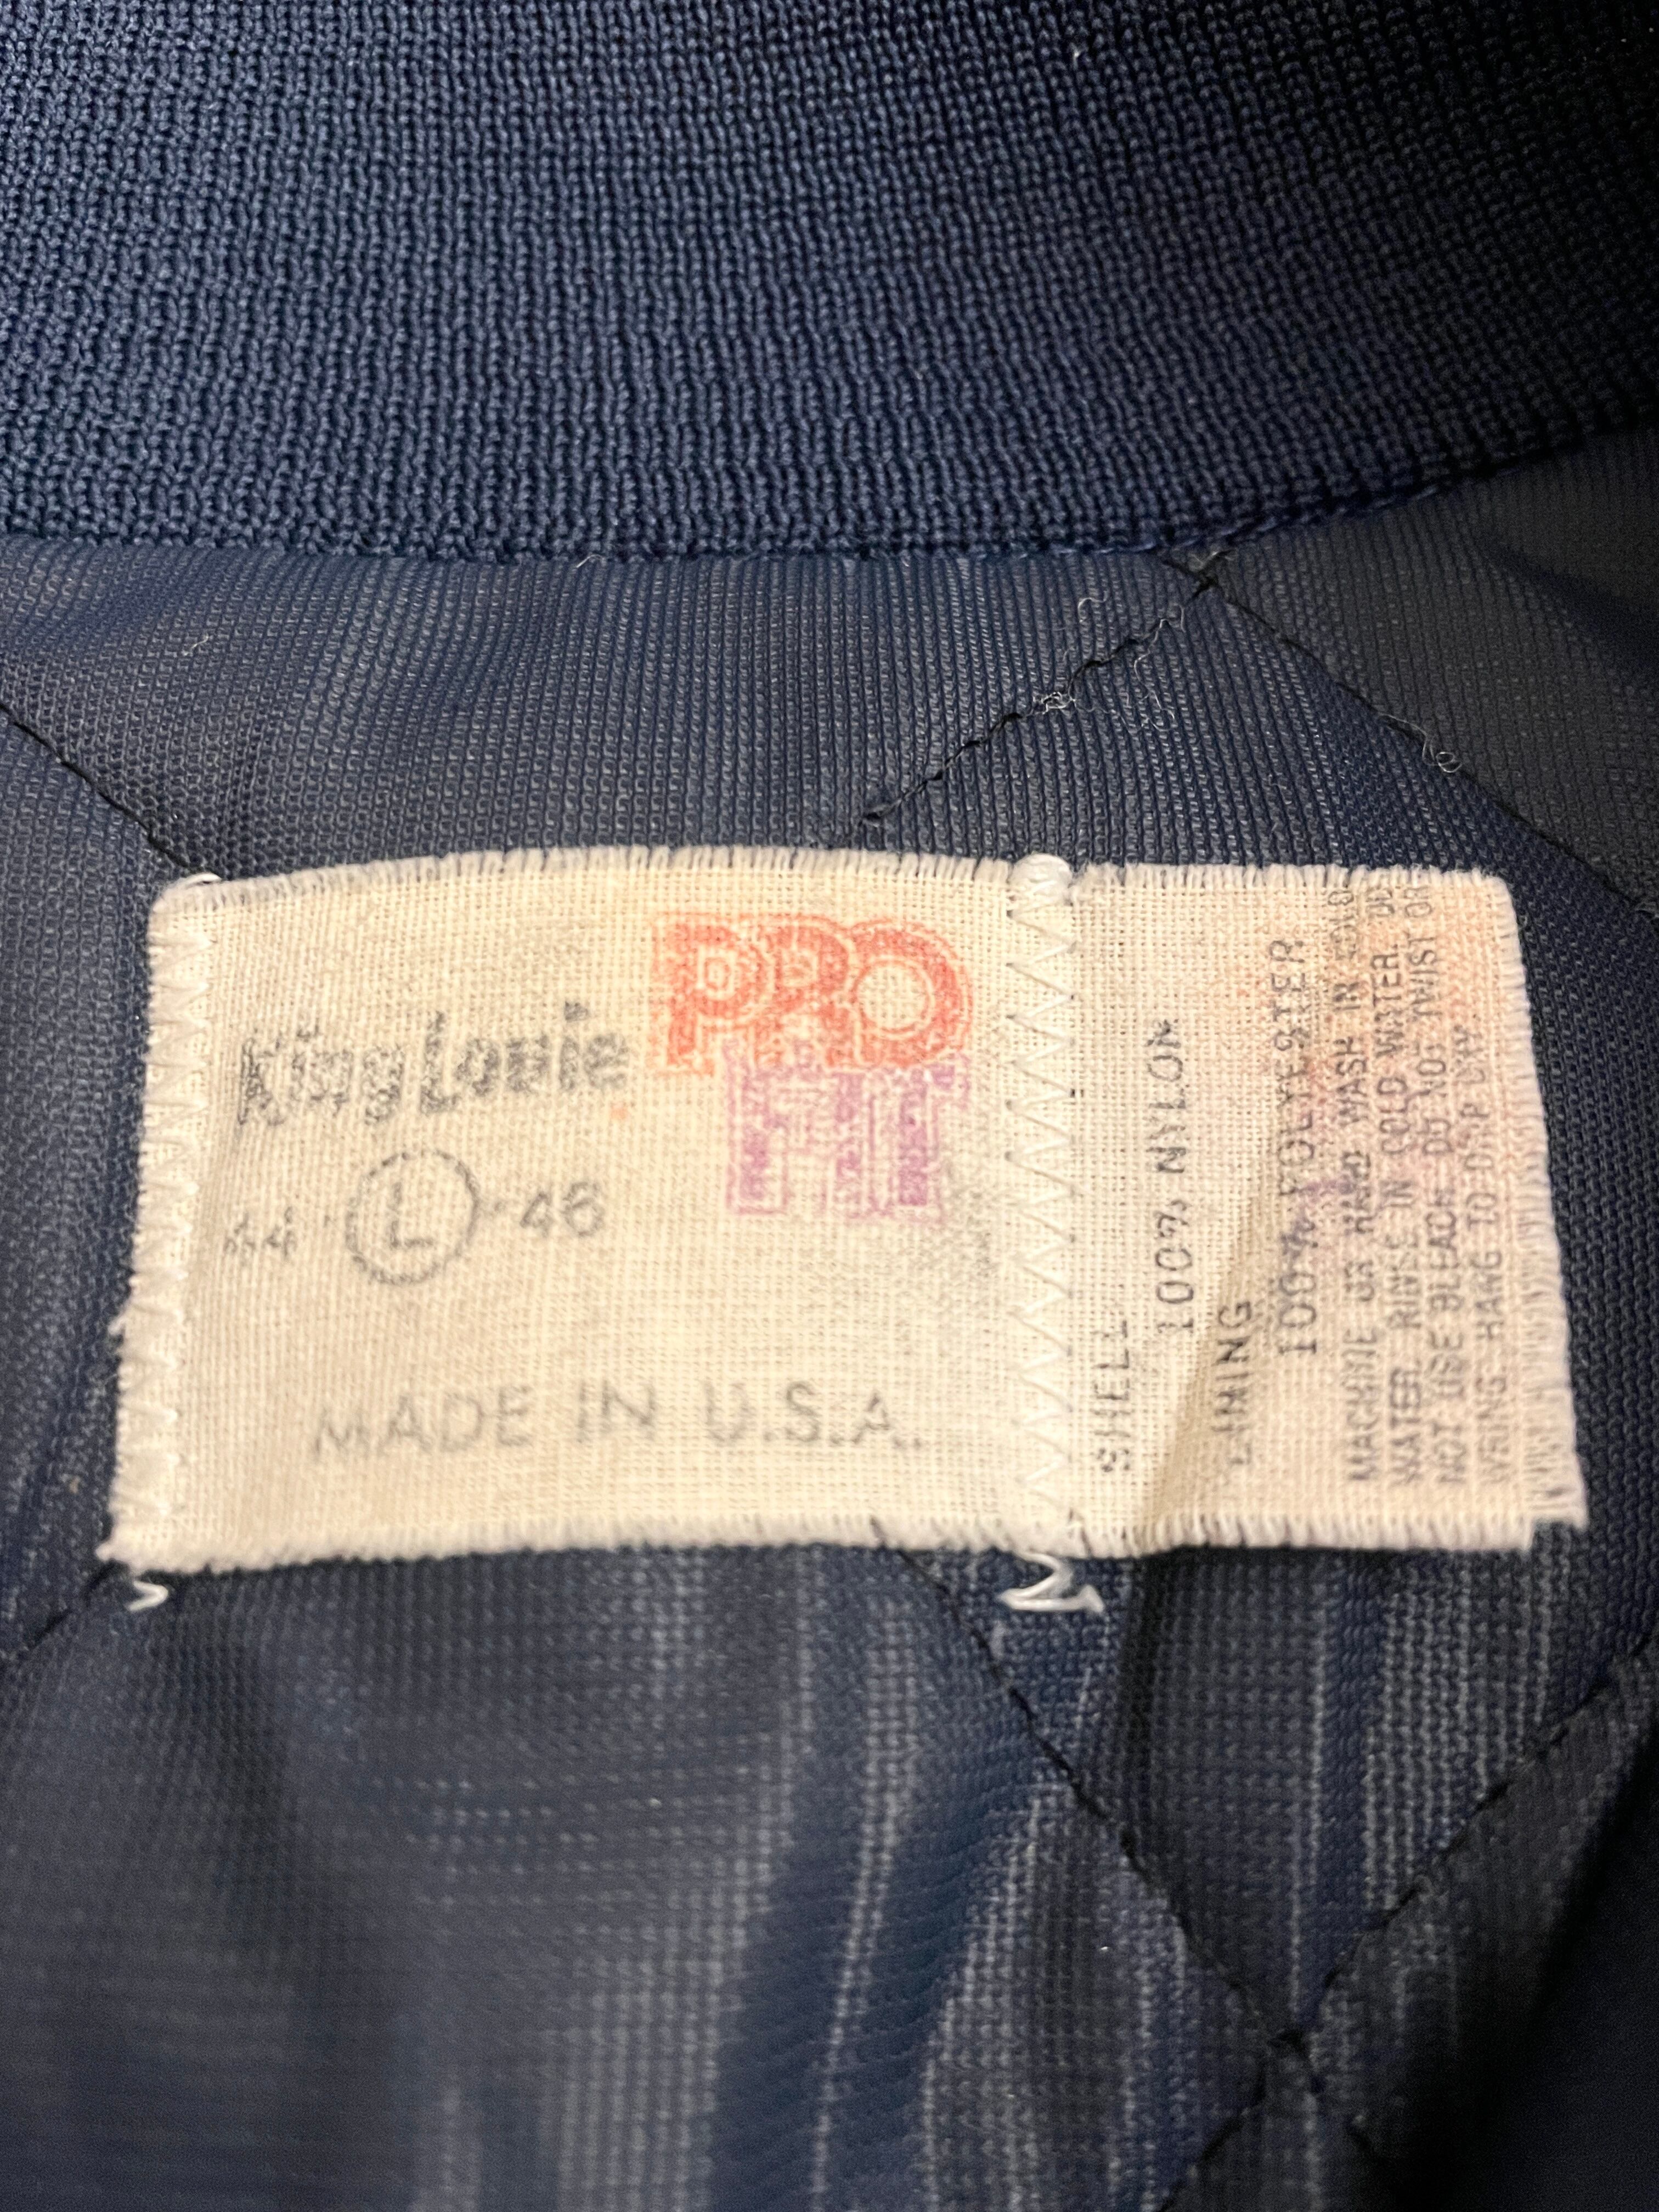 King Louie
PRO
FIT
44 L - 46
MADE IN U.S.A.
SHELL
100% NYLON
LINING
100% POLYESTER
MACHINE OR HAND WASH IN COLD
WATER. RINSE IN COLD WATER. DO
NOT USE BLEACH. DO NOT TWIST OR
WRING. HANG TO DRIP DRY.